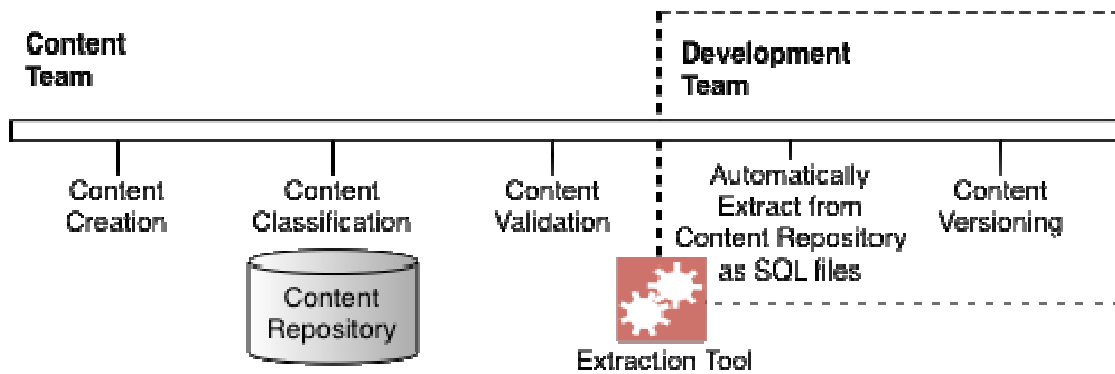 Content
Team
Development
Team
Content
Creation
Content
Classification
Content
Validation
Automatically
Extract from
Content Repository
as SQL files
Content
Versioning
Content
Repository
Extraction Tool